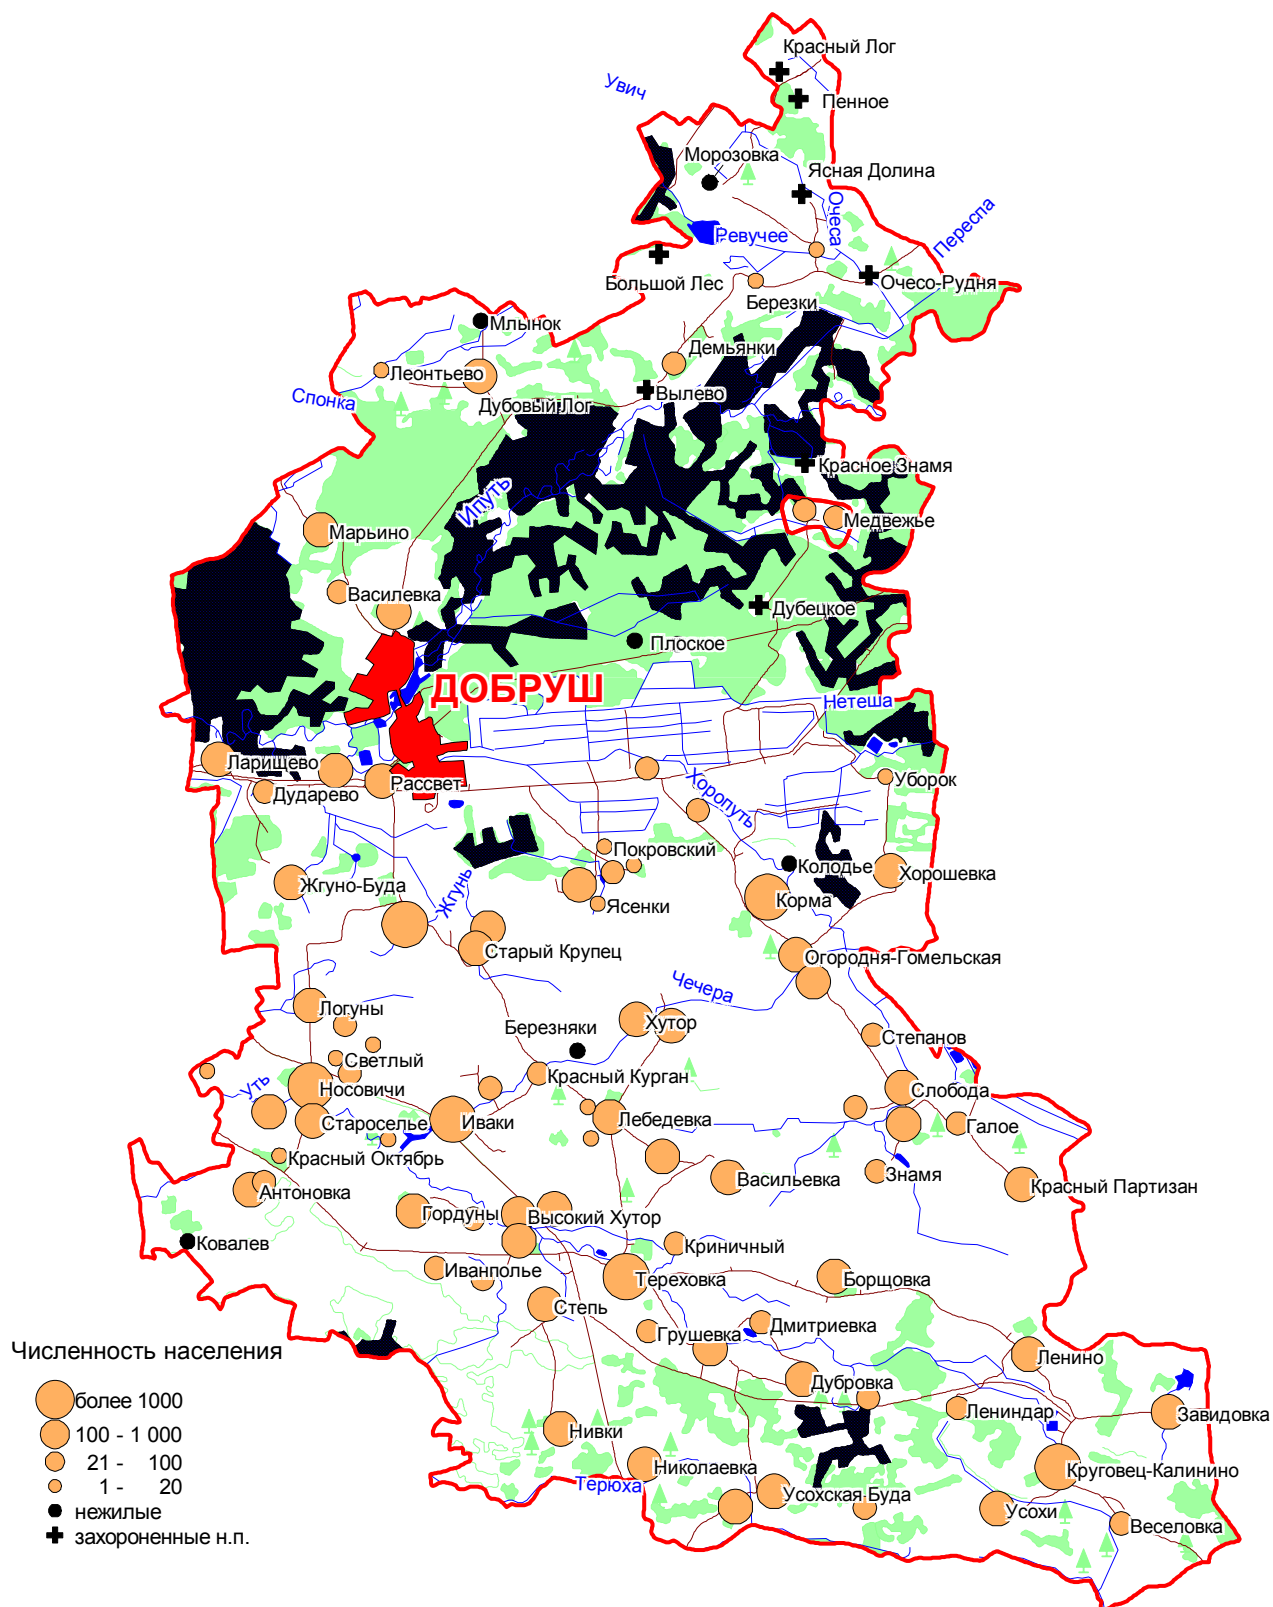 Красный Лог
Увич
Пенное
Морозовка
Ясная Долина
Очеса
Переспа
Ревучее
Большой Лес
Очесо-Рудня
Березки
Млынок
Демьянки
Леонтьево
Вылево
Спонка
Дубовый Лог
Красное Знамя
Ипуть
Медвежье
Марьино
Василевка
Дубецкое
Плоское
ДОБРУШ
Нетеша
Ларищево
Рассвет
Уборок
Дударево
Хоропуть
Покровский
Колодье
Хорошевка
Жгуно-Буда
Жгунь
Ясенки
Корма
Старый Крупец
Огородня-Гомельская
Чечера
Логуны
Хутор
Березняки
Степанов
Светлый
Красный Курган
Уть
Носовичи
Слобода
Староселье
Иваки
Лебедевка
Галое
Красный Октябрь
Васильевка
Знамя
Антоновка
Красный Партизан
Гордуны
Высокий Хутор
Ковалев
Криничный
Иванполье
Тереховка
Борщовка
Степь
Грушевка
Дмитриевка
Численность населения
Ленино
более 1000
Дубровка
Лениндар
Завидовка
100 - 1 000
Нивки
21 - 100
Николаевка
Круговец-Калинино
1 - 20
Терюха
Усохская Буда
нежилые
Усохи
Веселовка
захороненные н.п.